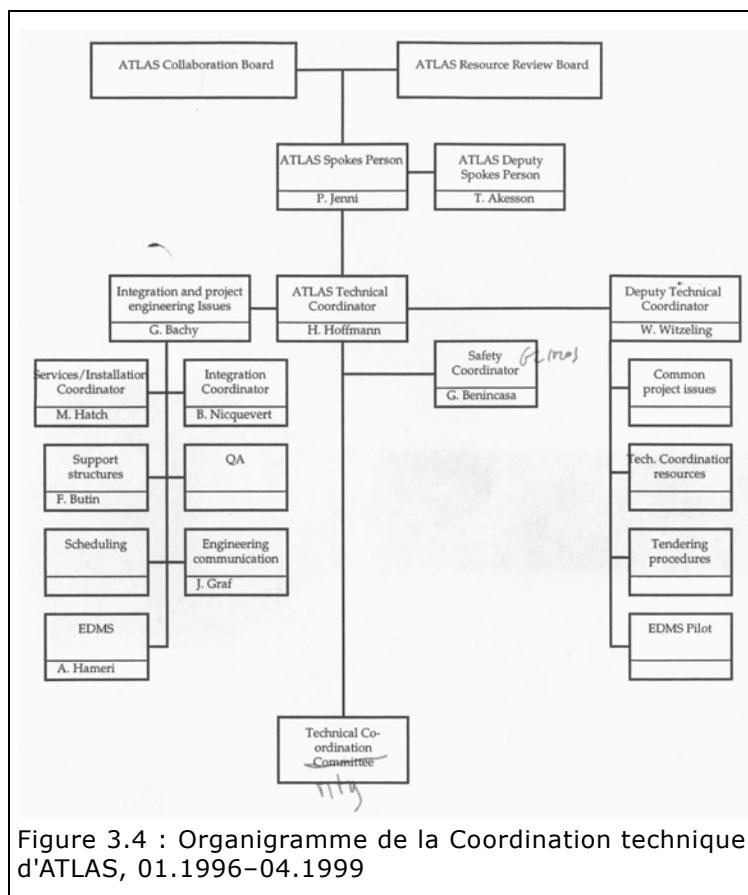 ATLAS Collaboration Board
ATLAS Resource Review Board
ATLAS Spokes Person
P. Jenni
ATLAS Deputy
Spokes Person
T. Akesson
Integration and project
engineering Issues
G. Bachy
ATLAS Technical
Coordinator
H. Hoffmann
Deputy Technical
Coordinator
W. Witzeling
Services/Installation
Coordinator
M. Hatch
Integration
Coordinator
B. Nicquevert
Safety
Coordinator
G. Benincasa
Common
project issues
Support
structures
F. Butin
QA
Tech. Coordination
resources
Scheduling
Engineering
communication
J. Graf
Tendering
procedures
EDMS
A. Hameri
EDMS Pilot
Technical Co-
ordination
Committee
mtg
Figure 3.4 : Organigramme de la Coordination technique
d'ATLAS, 01.1996–04.1999